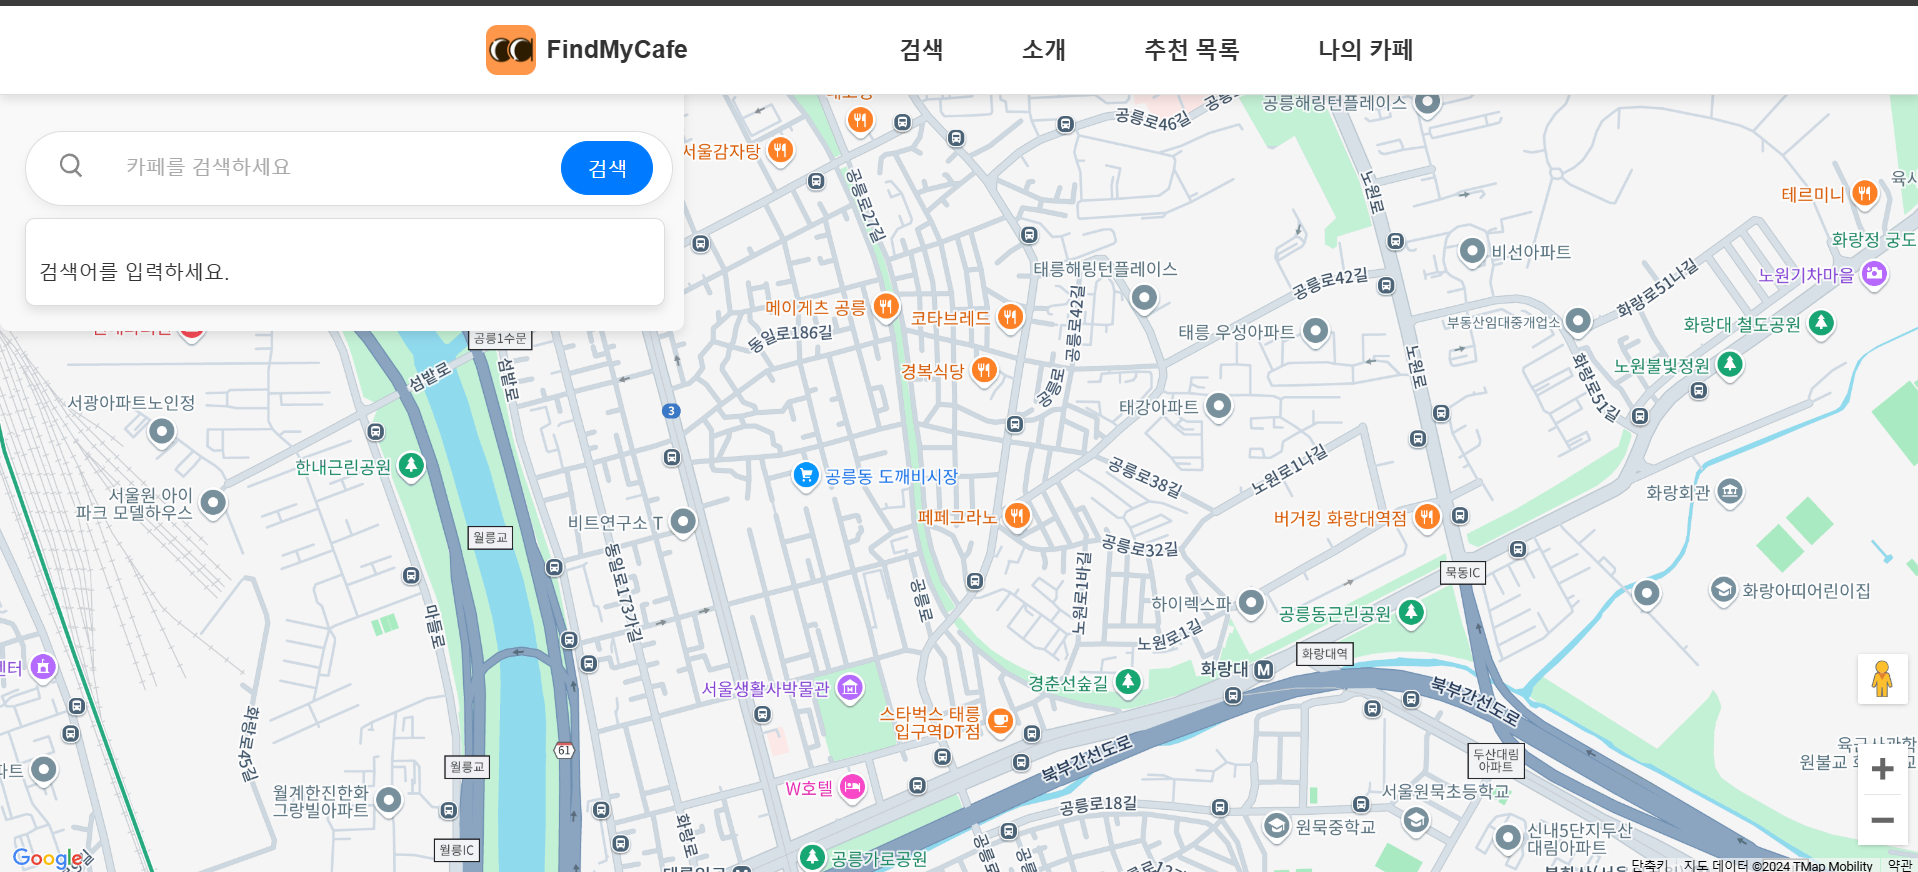 FindMyCafe
검색
소개
추천 목록
나의 카페
카페를 검색하세요
검색
검색어를 입력하세요.
공릉해링턴플레이스
공릉로46길
서울감자탕
공릉로27길
노원로
테르미니
화랑정 궁도
비선아파트
노원기차마을
태릉해링턴플레이스
공릉로42길
화랑로51나길
메이게츠 공릉
코타브레드
공릉로42길
동일로186길
태릉 우성아파트
부동산임대중개업소
화랑대 철도공원
공릉1수문
섬밭로
섬밭로
경복식당
공릉로
노원로
노원불빛정원
화랑로51길
3
서광아파트노인정
태강아파트
한내근린공원
공릉동 도깨비시장
공릉로38길
노원로1나길
서울원 아이
파크 모델하우스
화랑회관
비트연구소 T
페페그라노
버거킹 화랑대역점
월릉교
공릉로32길
묵동IC
동일로173가길
공릉로
노원로1바길
하이렉스파
공릉동근린공원
화랑아띠어린이집
마들로
노원로1길
화랑대역
화랑대
센터
서울생활사박물관
경춘선숲길
북부간선도로
스타벅스 태릉
입구역DT점
화랑로45길
61
북부간선도로
두산대림
아파트
월릉교
W호텔
월계한진한화
그랑빌아파트
공릉로18길
서울원묵초등학교
원묵중학교
신내5단지두산
대림아파트
화랑로
월릉IC
공릉가로공원
Google
단축키
지도 데이터 ©2024 TMap Mobility
약관